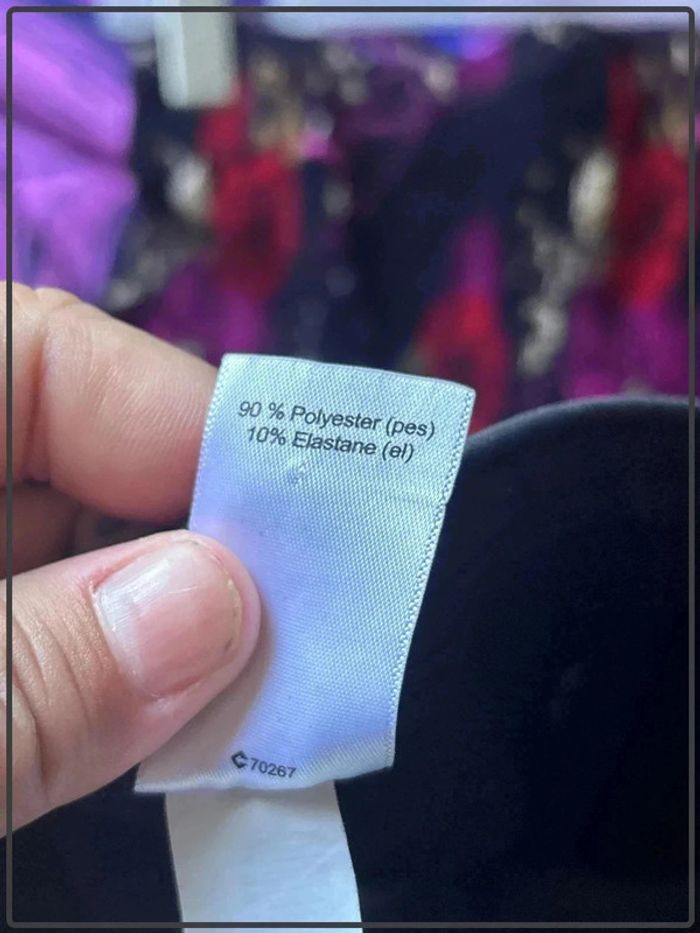 90 % Polyester (pes)
10% Elastane (el)
70267